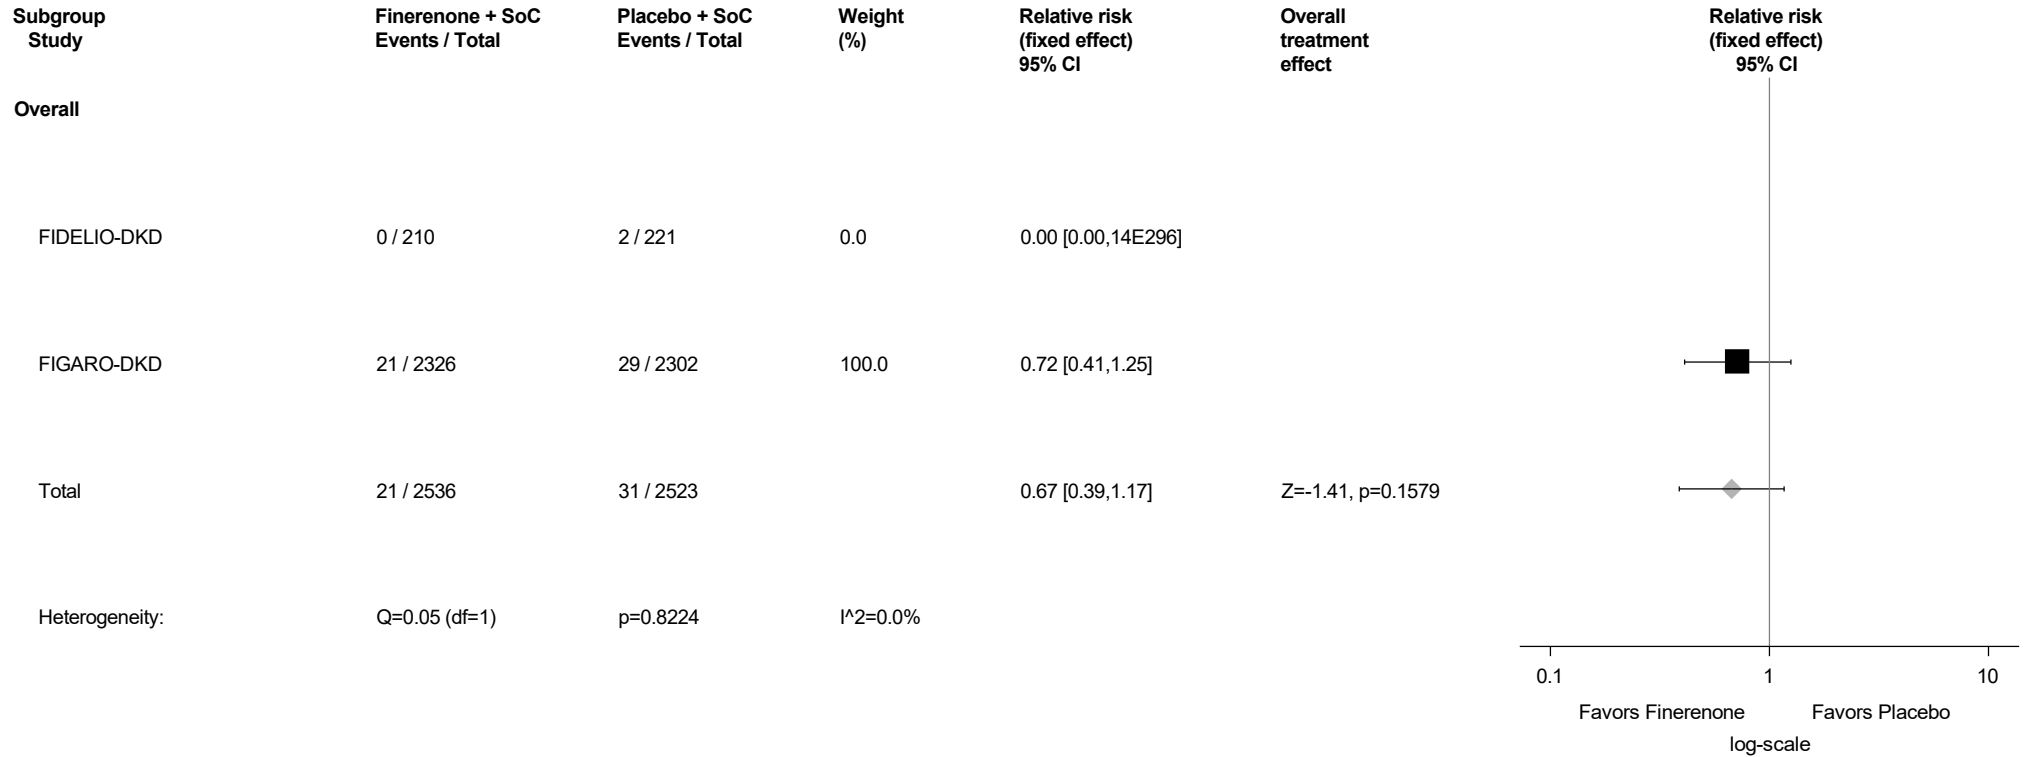 Subgroup Finerenone + SoC Placebo + SoC Weight Relative risk Overall Relative risk
Study Events / Total Events / Total (%) (fixed effect) treatment (fixed effect)
95% CI effect 95% CI
Overall
FIDELIO-DKD 0 / 210 2 / 221 0.0 0.00 [0.00,14E296]
FIGARO-DKD 21 / 2326 29 / 2302 100.0 0.72 [0.41,1.25]
Total 21 / 2536 31 / 2523 0.67 [0.39,1.17] Z=-1.41, p=0.1579
Heterogeneity: Q=0.05 (df=1) p=0.8224 I^2=0.0%
0.1 1 10
Favors Finerenone Favors Placebo
log-scale